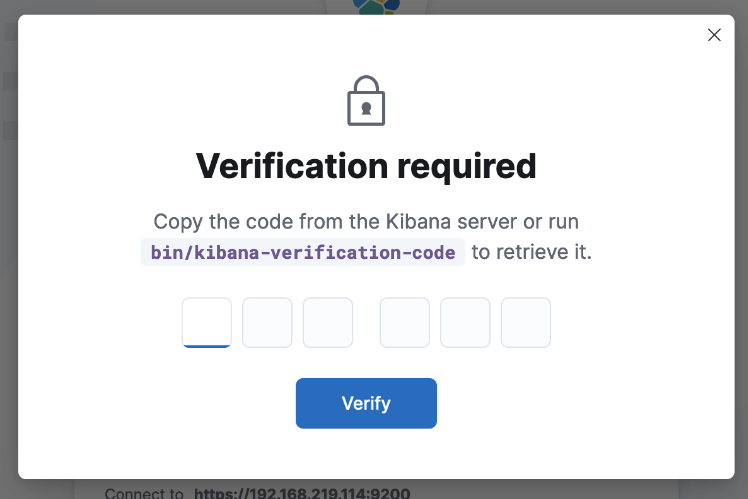 Verification required
Copy the code from the Kibana server or run
bin/kibana-verification-code to retrieve it.
Verify
Connect to https://192.168.219.114:9200